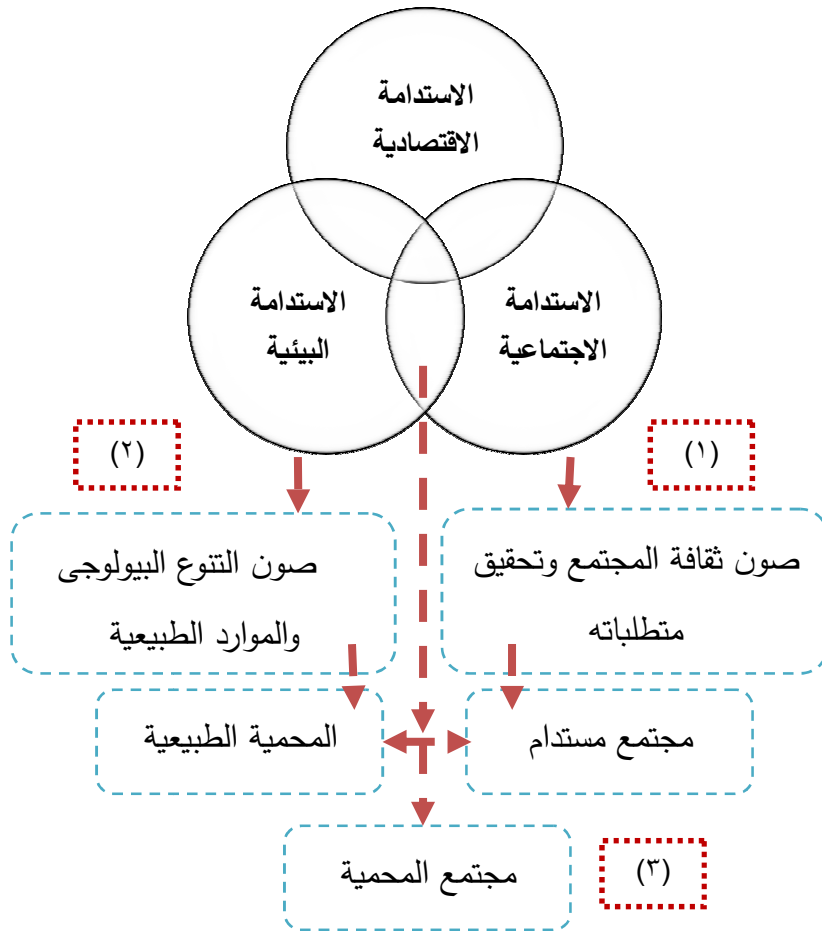 الاستدامة
الاقتصادية
الاستدامة
الاجتماعية
الاستدامة
البيئية
(١)
(٢)
صون ثقافة المجتمع وتحقيق
متطلباته
صون التنوع البيولوجى
والموارد الطبيعية
مجتمع مستدام
المحمية الطبيعية
(٣)
مجتمع المحمية